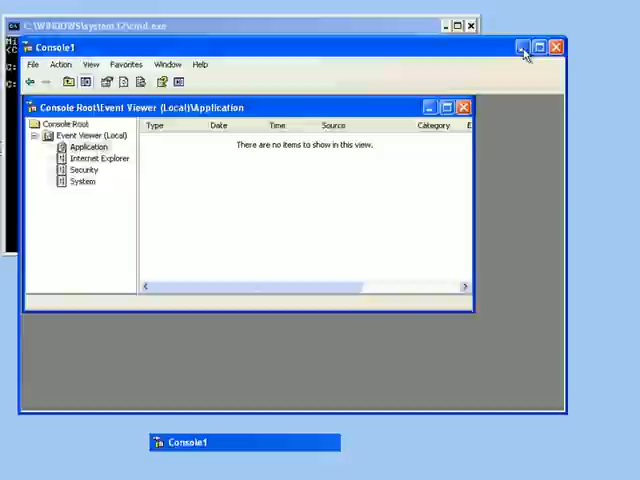 C:\WINDOWS\system32\cmd.exe
Mi
(C
C:
C:
Console1
File Action View Favorites Window Help
Console Root\Event Viewer (Local)\Application
Console Root
Event Viewer (Local)
Application
Internet Explorer
Security
System
Type Date Time Source Category E
There are no items to show in this view.
Console1